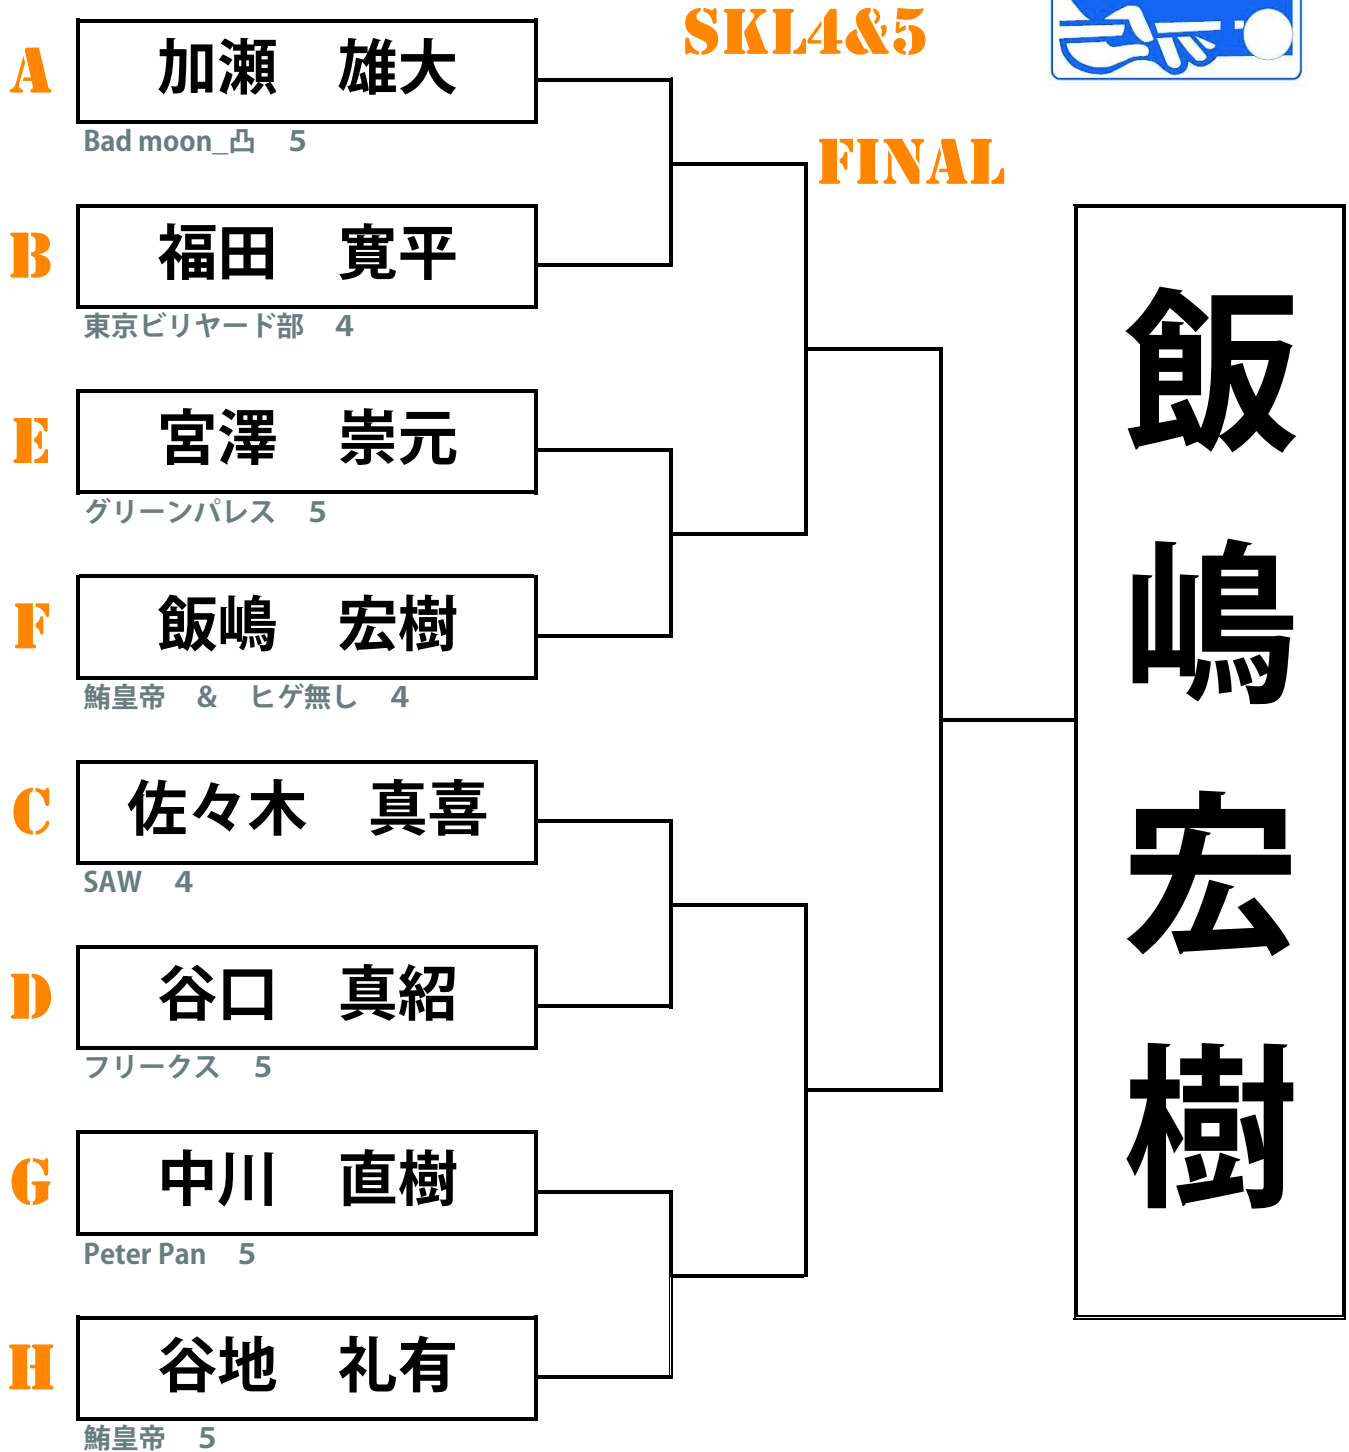 SKL4&5
FINAL
A
加瀬　雄大
Bad moon_凸　5
B
福田　寛平
東京ビリヤード部　4
E
宮澤　崇元
グリーンパレス　5
F
飯嶋　宏樹
鮪皇帝　＆　ヒゲ無し　4
C
佐々木　真喜
SAW　4
D
谷口　真紹
フリークス　5
G
中川　直樹
Peter Pan　5
H
谷地　礼有
鮪皇帝　5
飯嶋宏樹